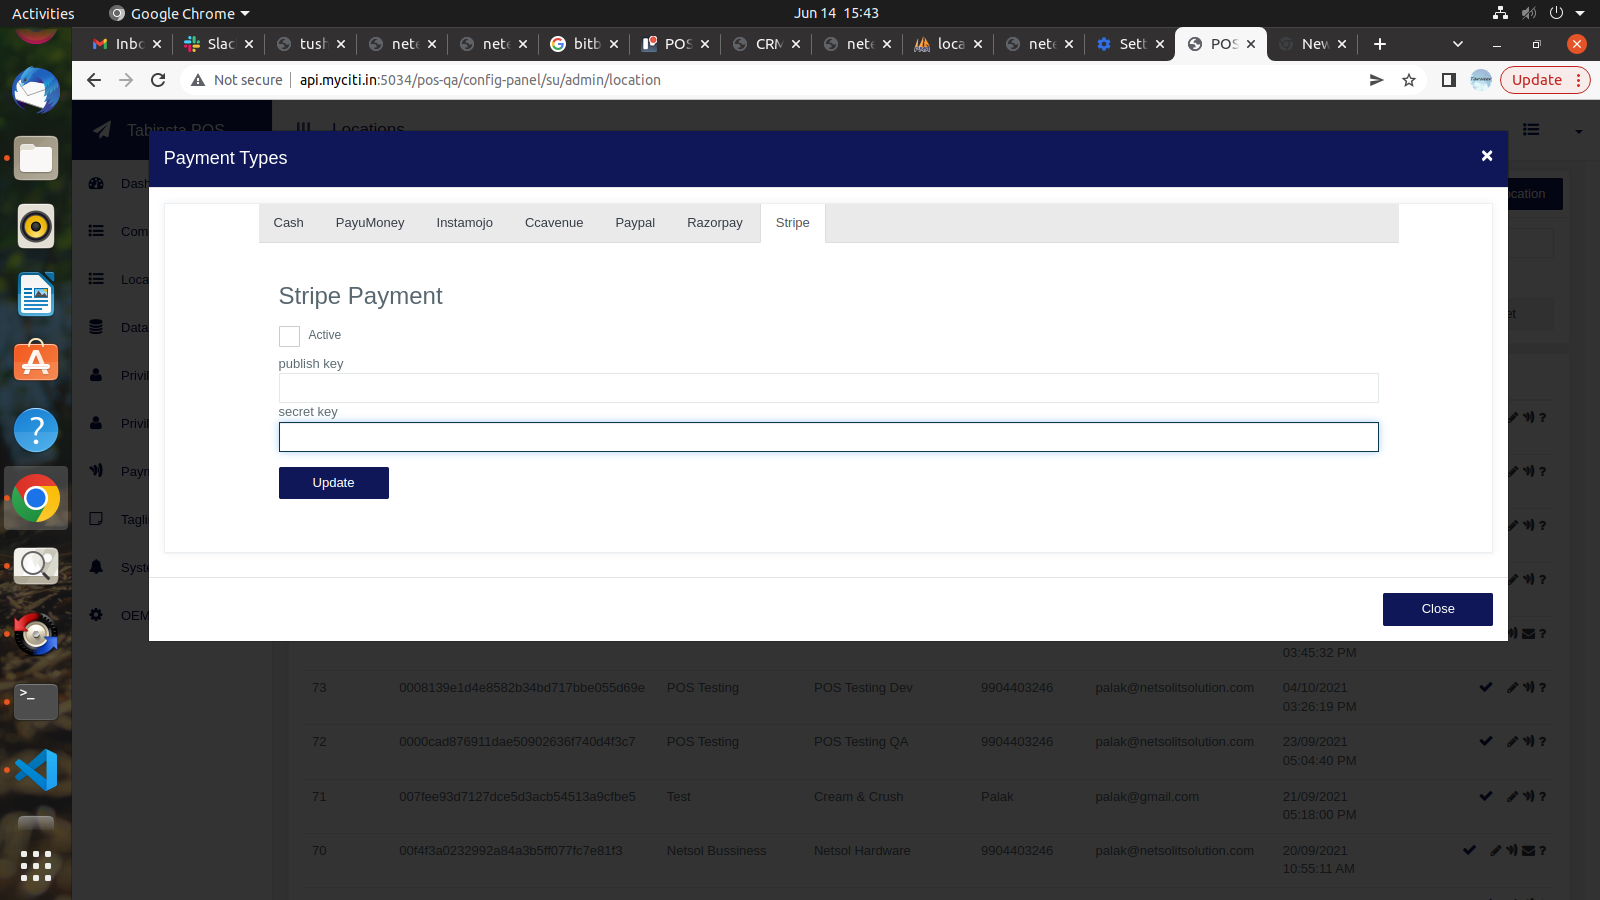 Activities
Google Chrome
Jun 14 15:43
Inbo
Slac
tush
nete
nete
bitb
POS
CRM
nete
loca
nete
Sett
POS
New
Not secure
api.myciti.in:5034/pos-qa/config-panel/su/admin/location
Update
Tabinsta POS
Locations
Payment Types
Dash
Com
Loca
Data
Privil
Privil
Paym
Tagli
Syste
OEM
Cash
PayuMoney
Instamojo
Ccavenue
Paypal
Razorpay
Stripe
Stripe Payment
Active
publish key
secret key
Update
Close
03:45:32 PM
73 0008139e1d4e8582b34bd717bbe055d69e POS Testing POS Testing Dev 9904403246 palak@netsolitsolution.com 04/10/2021
03:26:19 PM
72 0000cad876911dae50902636f740d4f3c7 POS Testing POS Testing QA 9904403246 palak@netsolitsolution.com 23/09/2021
05:04:40 PM
71 007fee93d7127dce5d3acb54513a9cfbe5 Test Cream & Crush Palak palak@gmail.com 21/09/2021
05:18:00 PM
70 00f4f3a0232992a84a3b5ff077fc7e81f3 Netsol Bussiness Netsol Hardware 9904403246 palak@netsolitsolution.com 20/09/2021
10:55:11 AM